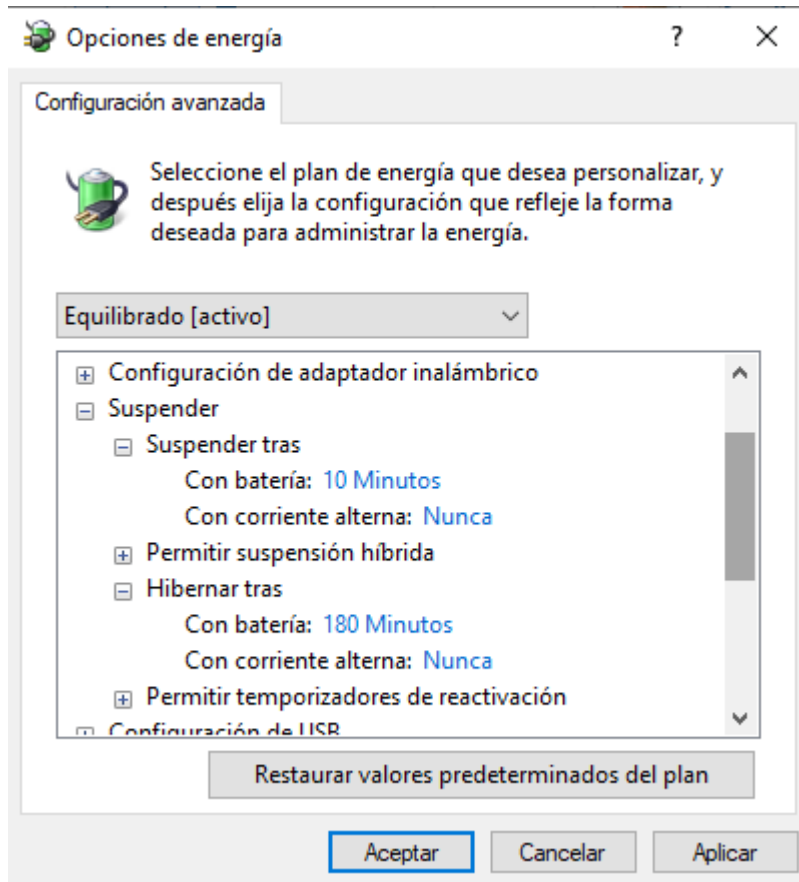 Opciones de energía
?
Configuración avanzada
Seleccione el plan de energía que desea personalizar, y
después elija la configuración que refleje la forma
deseada para administrar la energía.
Equilibrado [activo]
Configuración de adaptador inalámbrico
Suspender
Suspender tras
Con batería: 10 Minutos
Con corriente alterna: Nunca
Permitir suspensión híbrida
Hibernar tras
Con batería: 180 Minutos
Con corriente alterna: Nunca
Permitir temporizadores de reactivación
Configuración de USB
Restaurar valores predeterminados del plan
Aceptar Cancelar Aplicar